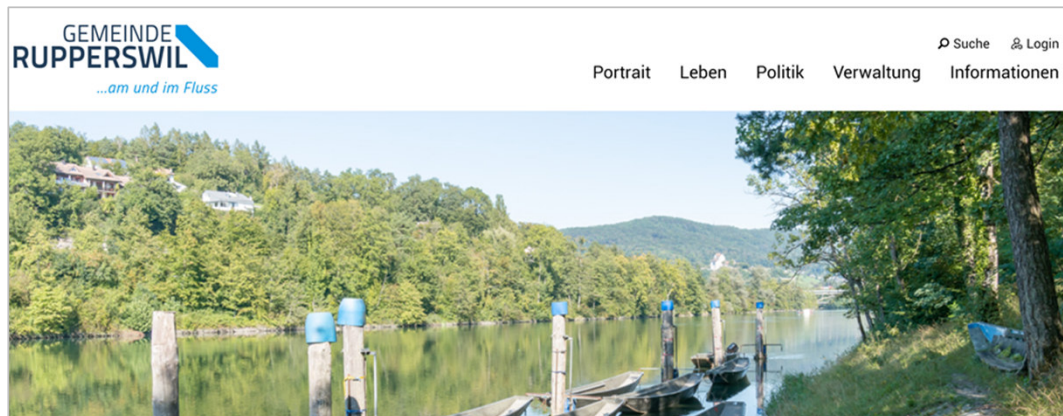 GEMEINDE
RUPPERSWIL
...am und im Fluss
Suche Login
Portrait Leben Politik Verwaltung Informationen